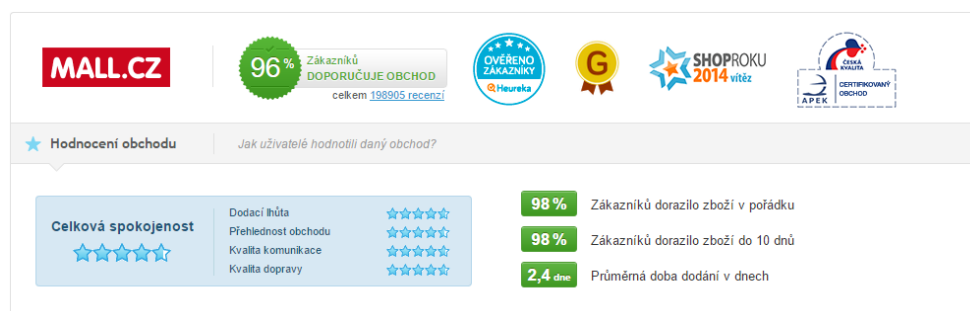 MALL.CZ
96 %
Zákazníků
DOPORUČUJE OBCHOD
celkem 198905 recenzí
OVĚŘENO
ZÁKAZNÍKY
Heureka
G
SHOPROKU
2014 vítěz
ČESKÁ
KVALITA
APEK
CERTIFIKOVANÝ
OBCHOD
Hodnocení obchodu
Jak uživatelé hodnotili daný obchod?
Celková spokojenost
Dodací lhůta
Přehlednost obchodu
Kvalita komunikace
Kvalita dopravy
98 % Zákazníků dorazilo zboží v pořádku
98 % Zákazníků dorazilo zboží do 10 dnů
2,4 dne Průměrná doba dodání v dnech